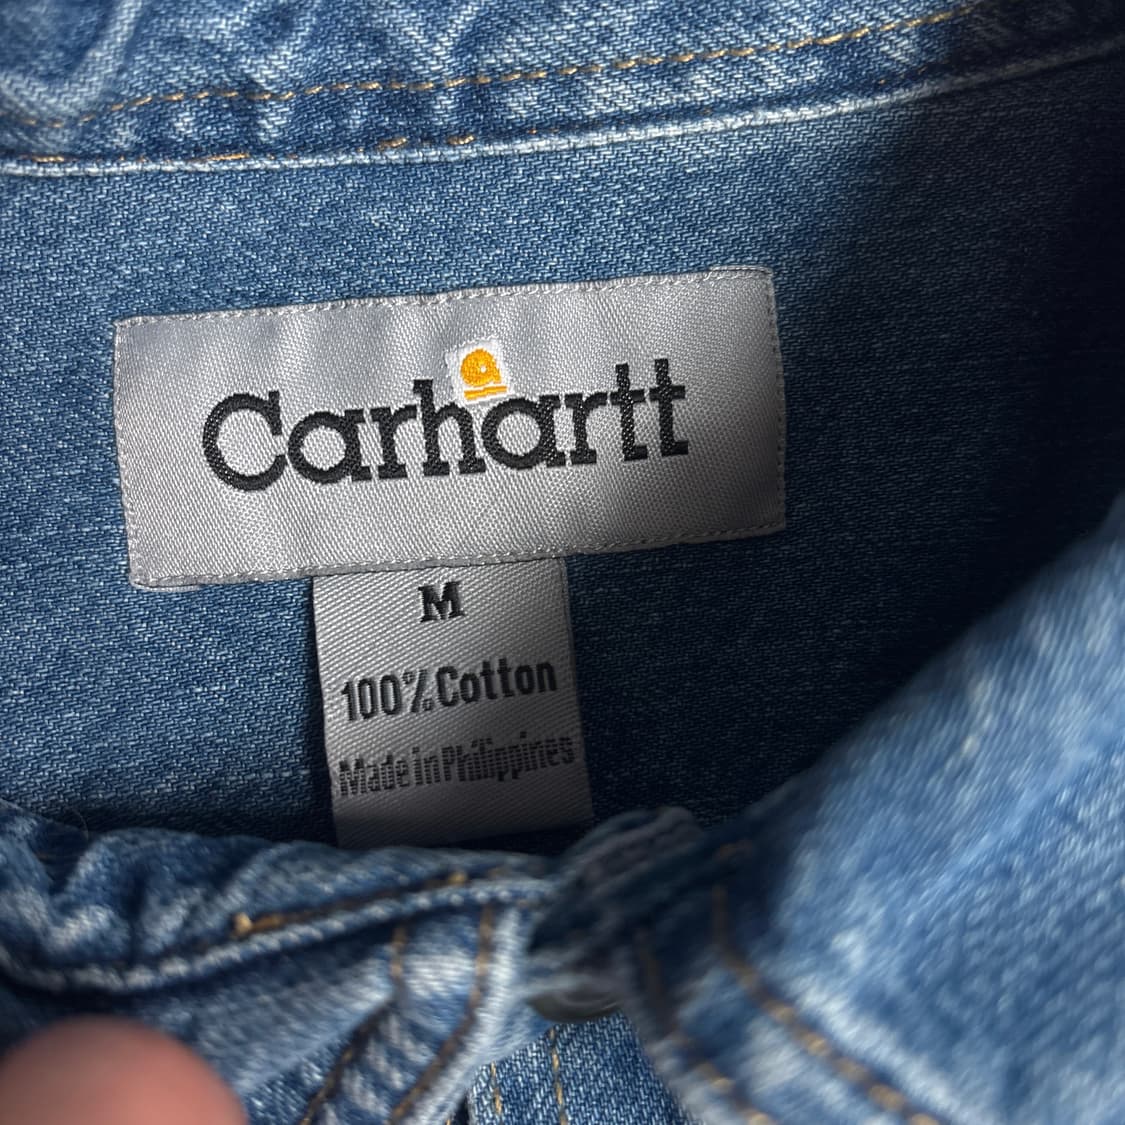 Carhartt
M
100% Cotton
Made in Philippines